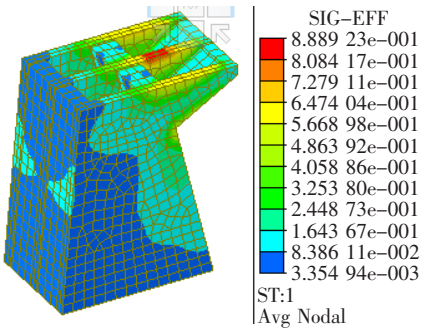 SIG-EFF
8.889 23e-001
8.084 17e-001
7.279 11e-001
6.474 04e-001
5.668 98e-001
4.863 92e-001
4.058 86e-001
3.253 80e-001
2.448 73e-001
1.643 67e-001
8.386 11e-002
3.354 94e-003
ST:1
Avg Nodal